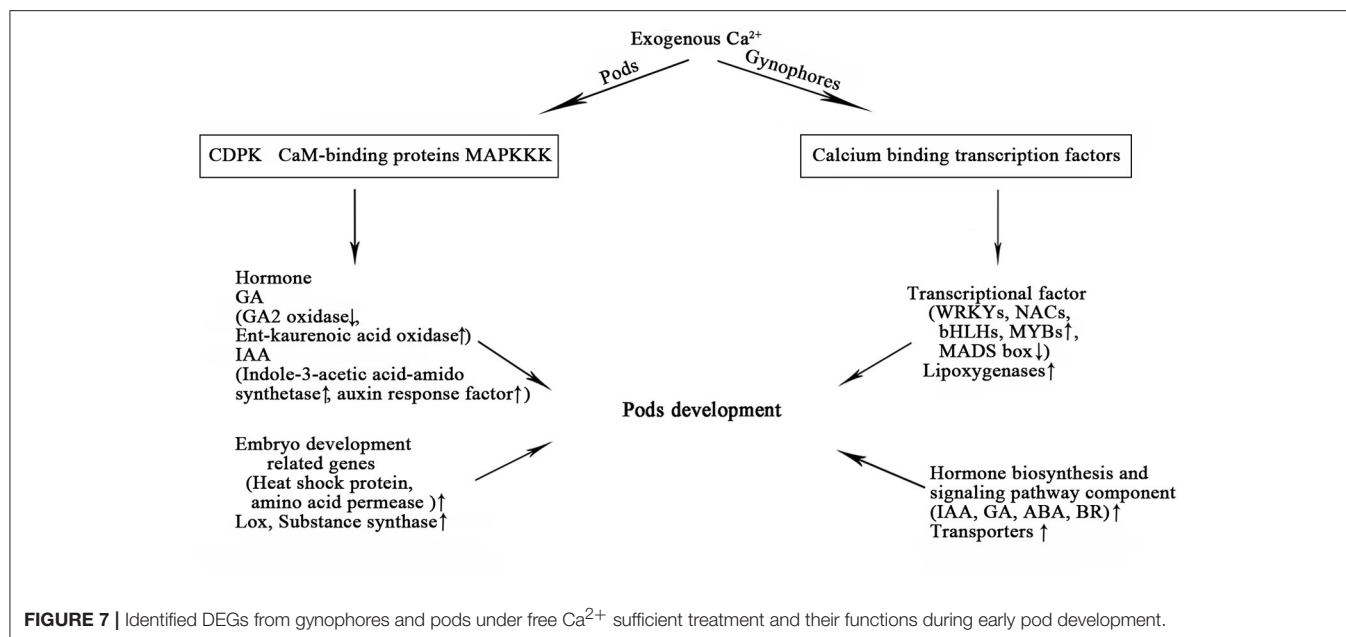 Exogenous Ca²⁺
Pods
Gynophores
CDPK CaM-binding proteins MAPKKK
Calcium binding transcription factors
Hormone
GA
(GA2 oxidase↓,
Ent-kaurenoic acid oxidase↑)
IAA
(Indole-3-acetic acid-amido
synthetase↑, auxin response factor↑)
Transcriptional factor
(WRKYs, NACs,
bHLHs, MYBs↑,
MADS box↓)
Lipoxygenases↑
Pods development
Embryo development
related genes
(Heat shock protein,
amino acid permease )↑
Lox, Substance synthase↑
Hormone biosynthesis and
signaling pathway component
(IAA, GA, ABA, BR)↑
Transporters ↑
FIGURE 7 | Identified DEGs from gynophores and pods under free Ca²⁺ sufficient treatment and their functions during early pod development.